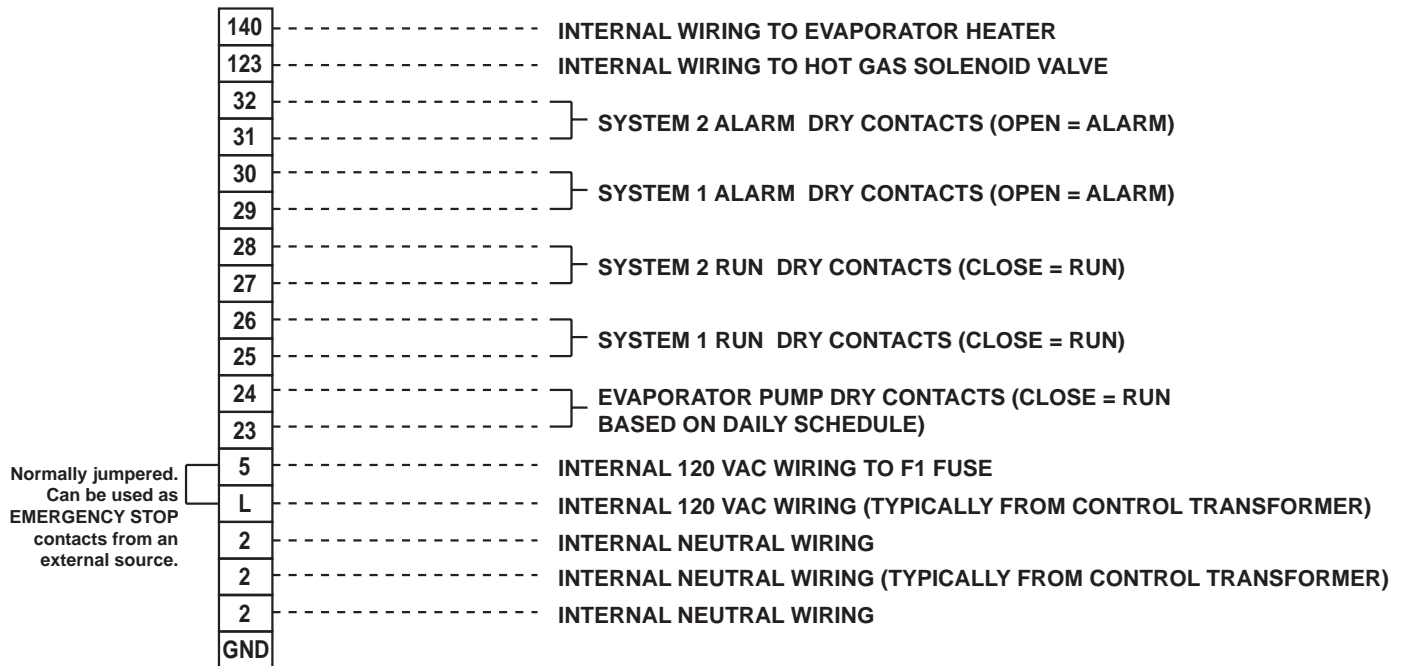 140 INTERNAL WIRING TO EVAPORATOR HEATER
123 INTERNAL WIRING TO HOT GAS SOLENOID VALVE
32
SYSTEM 2 ALARM DRY CONTACTS (OPEN = ALARM)
31
30
SYSTEM 1 ALARM DRY CONTACTS (OPEN = ALARM)
29
28
SYSTEM 2 RUN DRY CONTACTS (CLOSE = RUN)
27
26
SYSTEM 1 RUN DRY CONTACTS (CLOSE = RUN)
25
24 EVAPORATOR PUMP DRY CONTACTS (CLOSE = RUN
23 BASED ON DAILY SCHEDULE)
5 INTERNAL 120 VAC WIRING TO F1 FUSE
L INTERNAL 120 VAC WIRING (TYPICALLY FROM CONTROL TRANSFORMER)
Normally jumpered.
Can be used as
EMERGENCY STOP
contacts from an
external source.
2 INTERNAL NEUTRAL WIRING
2 INTERNAL NEUTRAL WIRING (TYPICALLY FROM CONTROL TRANSFORMER)
2 INTERNAL NEUTRAL WIRING
GND